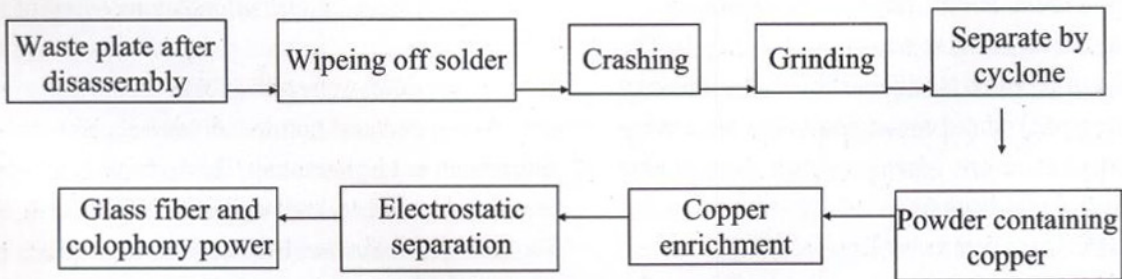 Waste plate after
disassembly
Wipeing off solder
Crashing
Grinding
Separate by
cyclone
Powder containing
copper
Copper
enrichment
Electrostatic
separation
Glass fiber and
colophony power